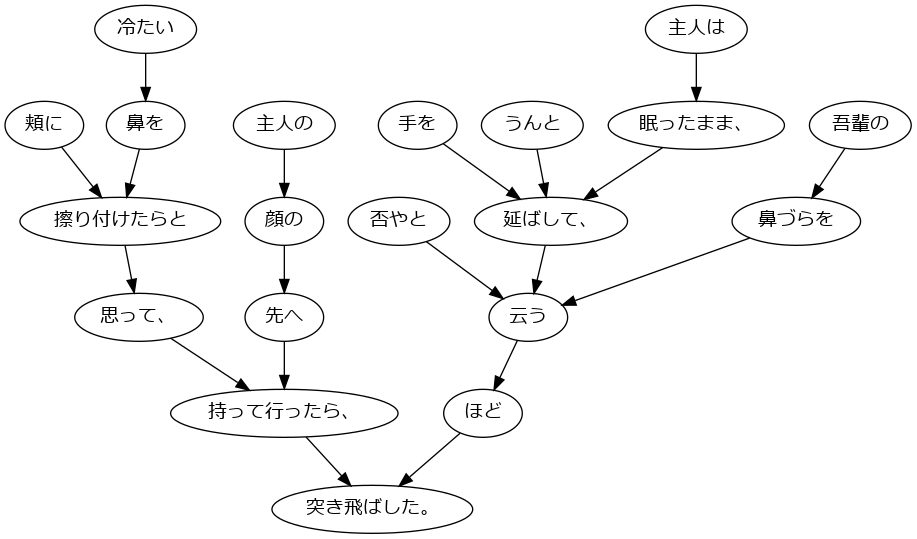 冷たい
主人は
頬に
鼻を
主人の
手を
うんと
眠ったまま、
吾輩の
擦り付けたらと
顔の
否やと
延ばして、
鼻づらを
思って、
先へ
云う
持って行ったら、
ほど
突き飛ばした。